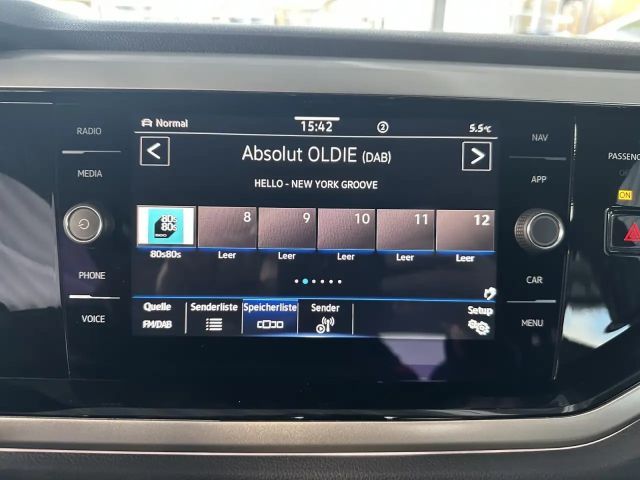 RADIO
MEDIA
PHONE
VOICE
Normal
15:42
2
5.5°C
Absolut OLDIE (DAB)
HELLO - NEW YORK GROOVE
80s
80s
8
9
10
11
12
80s80s
Leer
Leer
Leer
Leer
Leer
Quelle
FM/DAB
Senderliste
Speicherliste
Sender
Setup
NAV
APP
CAR
MENU
PASSENG
ON